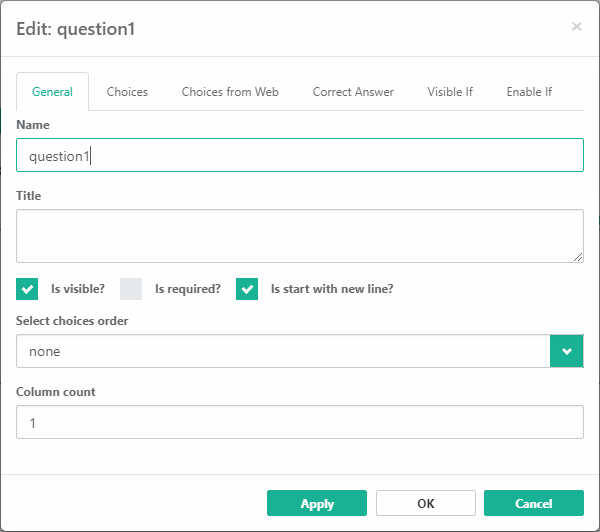 Edit: question1 ×
General Choices Choices from Web Correct Answer Visible If Enable If
Name
question1
Title
Is visible? Is required? Is start with new line?
Select choices order
none
Column count
1
Apply OK Cancel